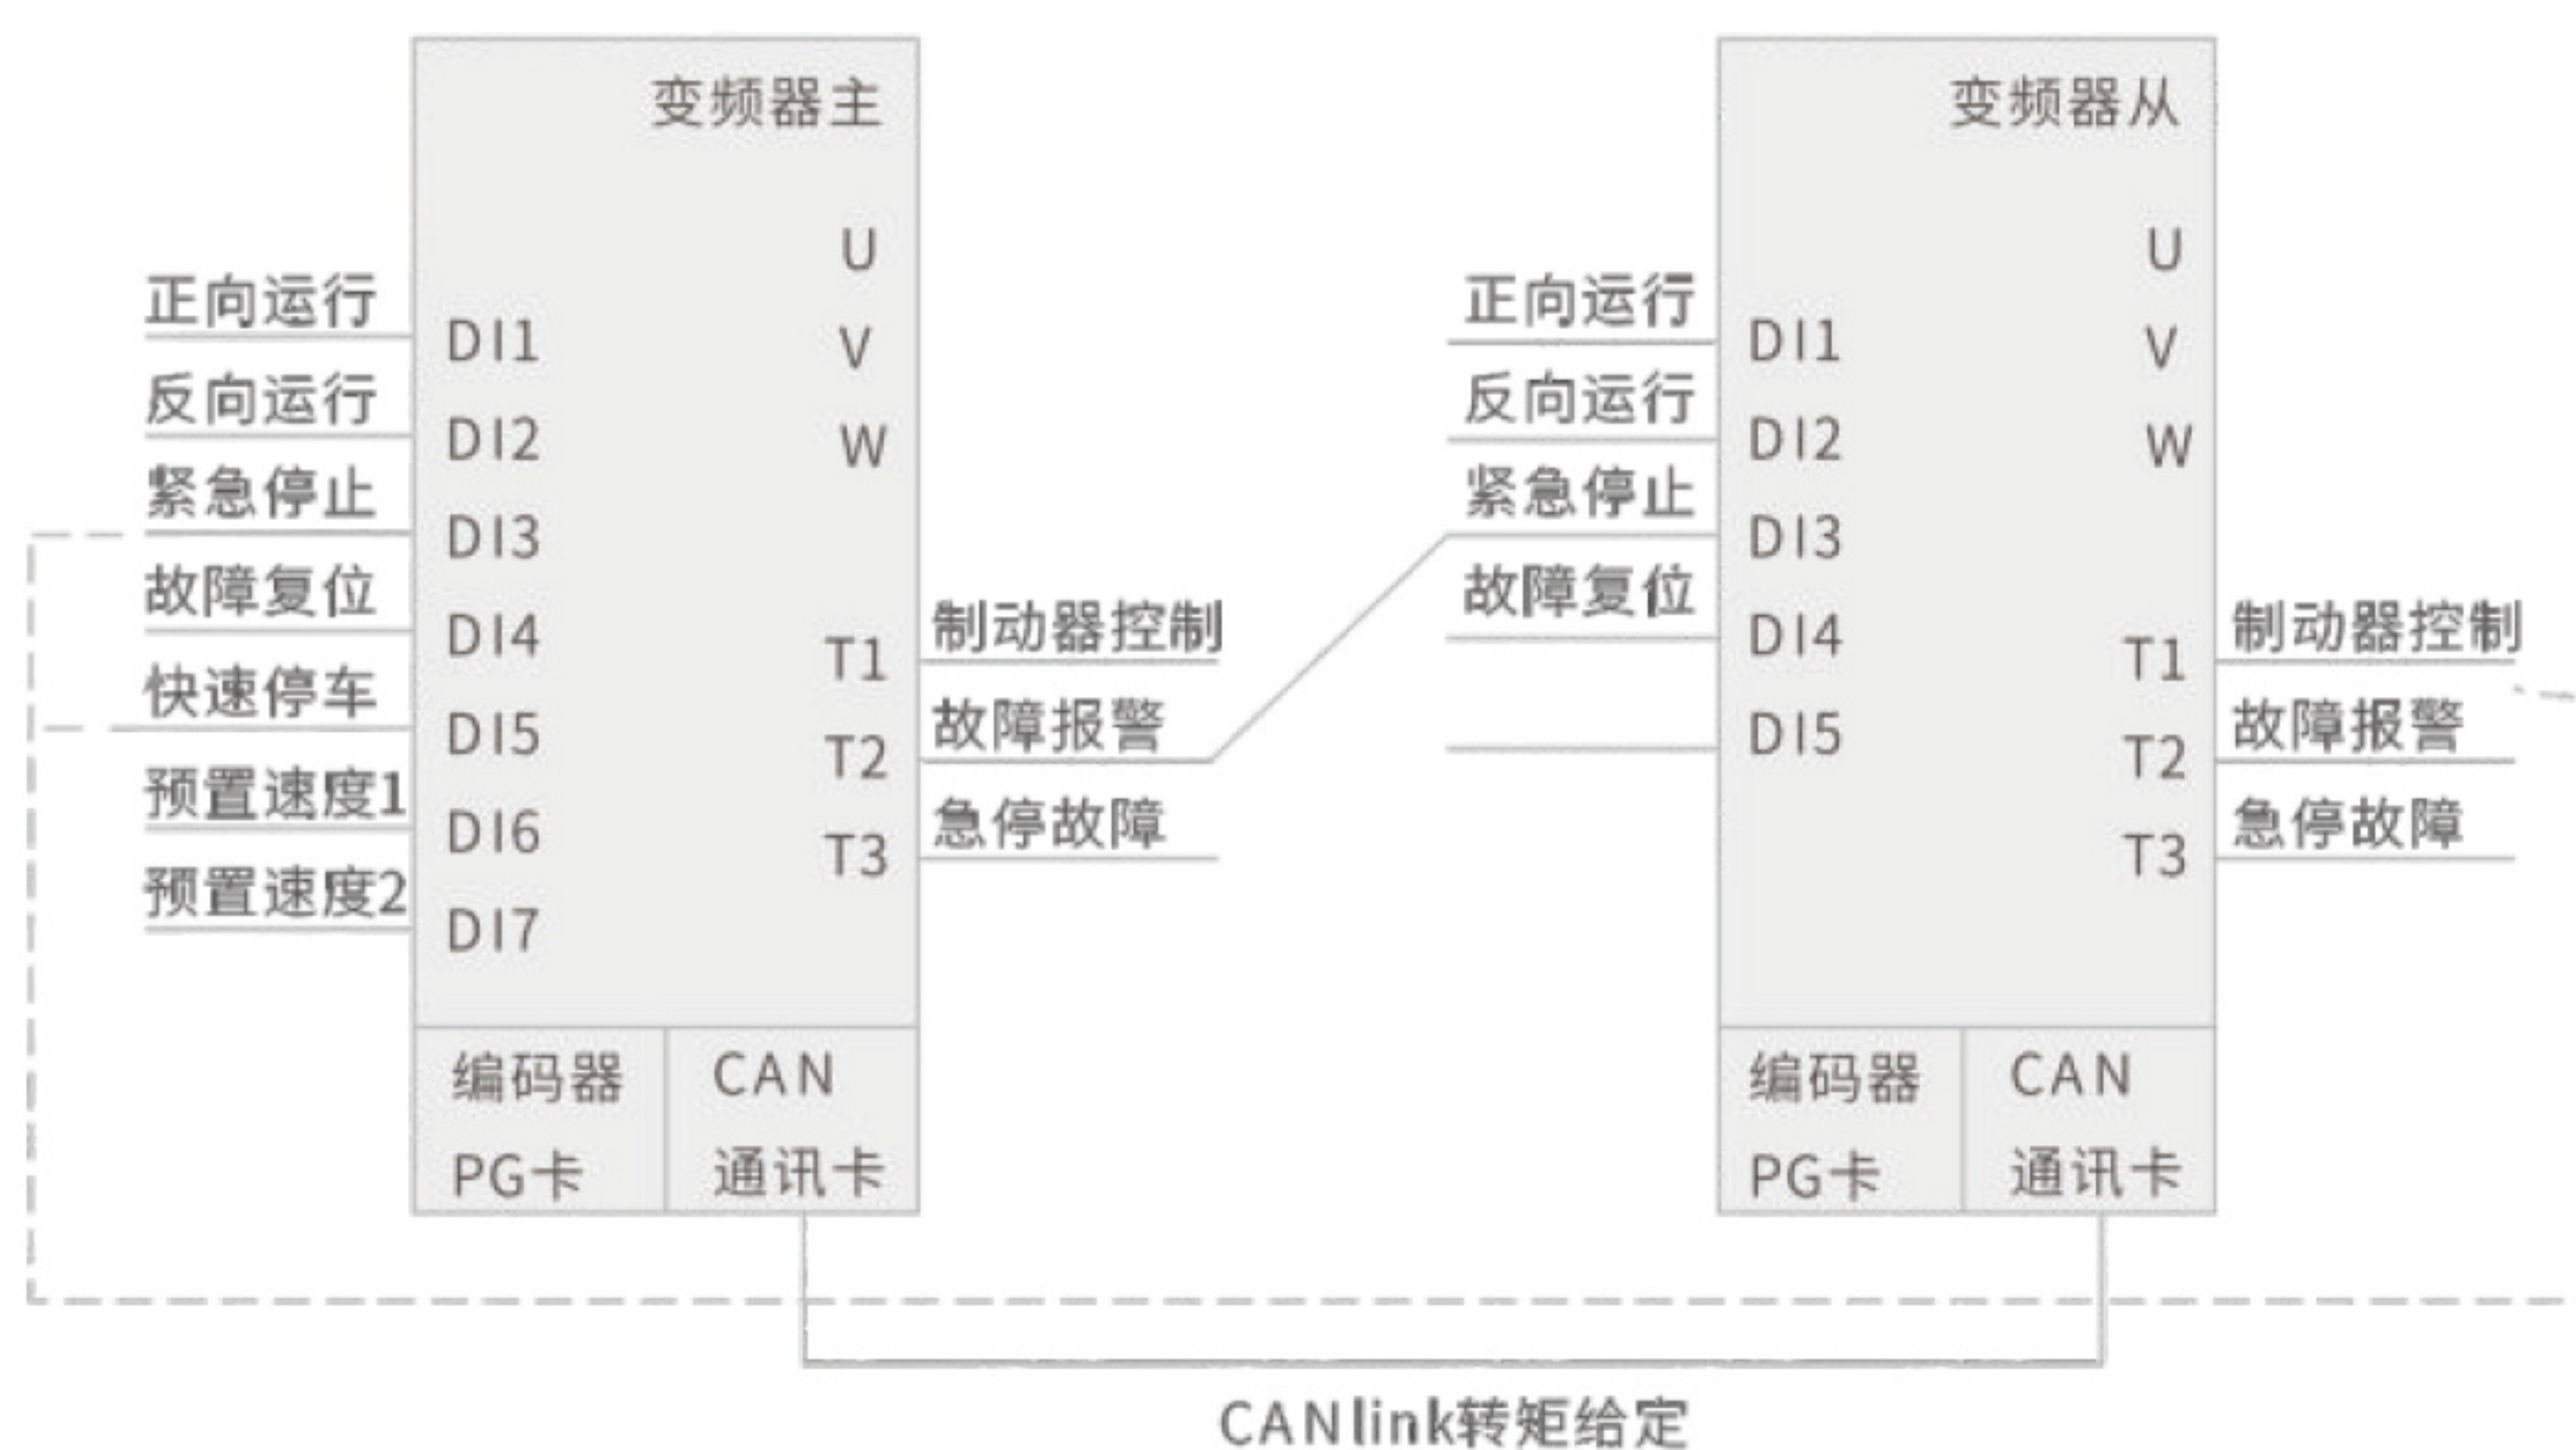 变频器主
U
V
W
正向运行
DI1
反向运行
DI2
紧急停止
DI3
故障复位
DI4
快速停车
DI5
预置速度1
DI6
预置速度2
DI7
T1
制动器控制
T2
故障报警
T3
急停故障
编码器
PG卡
CAN
通讯卡
变频器从
U
V
W
正向运行
DI1
反向运行
DI2
紧急停止
DI3
故障复位
DI4
DI5
T1
制动器控制
T2
故障报警
T3
急停故障
编码器
PG卡
CAN
通讯卡
CANlink转矩给定